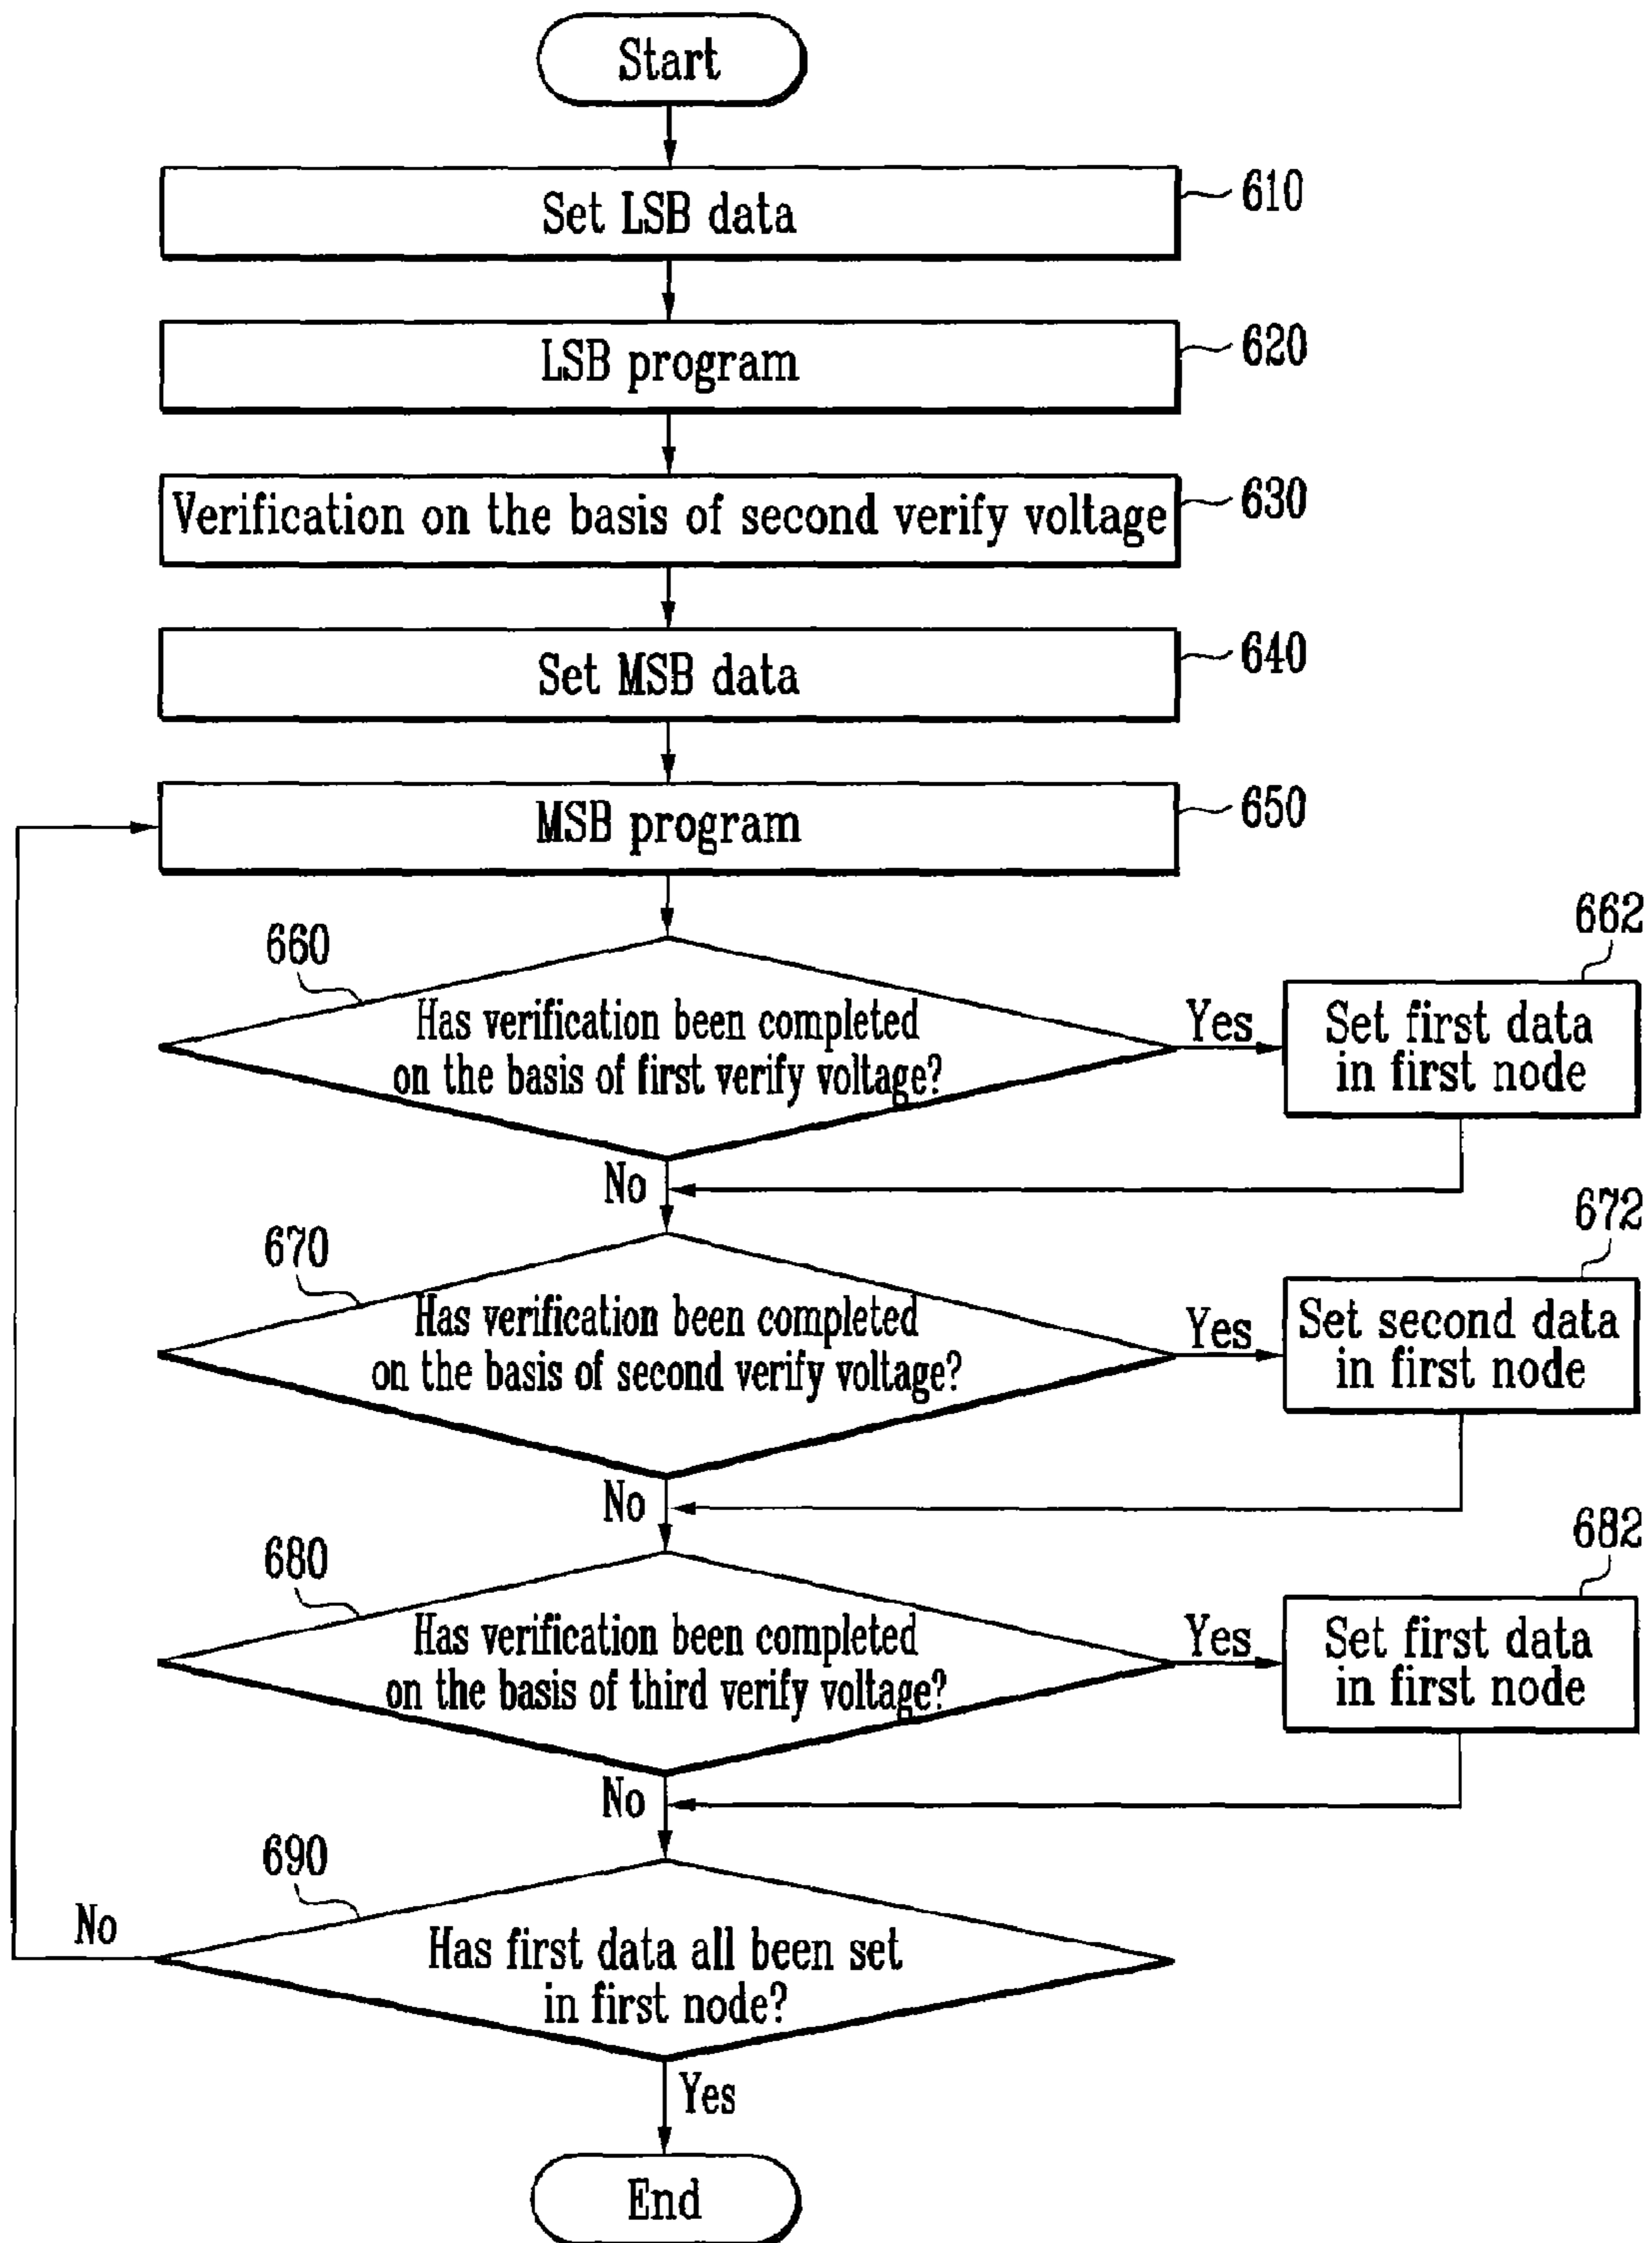 Start
Set LSB data
610
LSB program
620
Verification on the basis of second verify voltage
630
Set MSB data
640
MSB program
650
660
Has verification been completed
on the basis of first verify voltage?
Yes
662
Set first data
in first node
No
670
Has verification been completed
on the basis of second verify voltage?
Yes
672
Set second data
in first node
No
680
Has verification been completed
on the basis of third verify voltage?
Yes
682
Set first data
in first node
No
690
Has first data all been set
in first node?
No
Yes
End